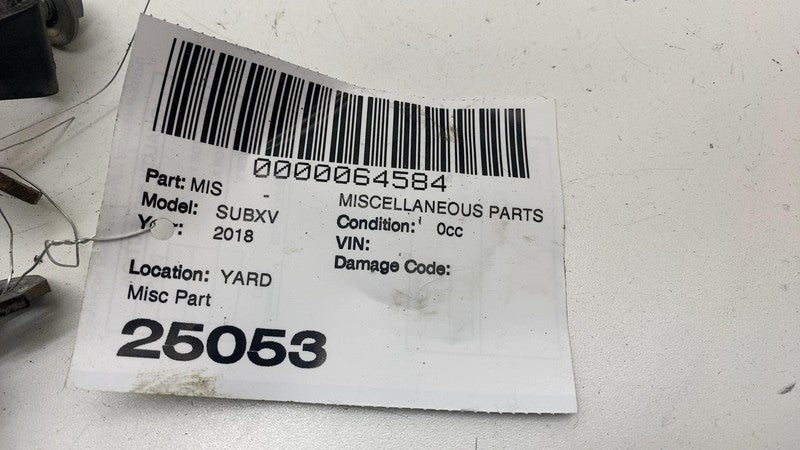 0000064584
Part: MIS - MISCELLANEOUS PARTS
Model: SUBXV Condition: 0cc
2018 VIN:
Damage Code:
Location: YARD
Misc Part
25053